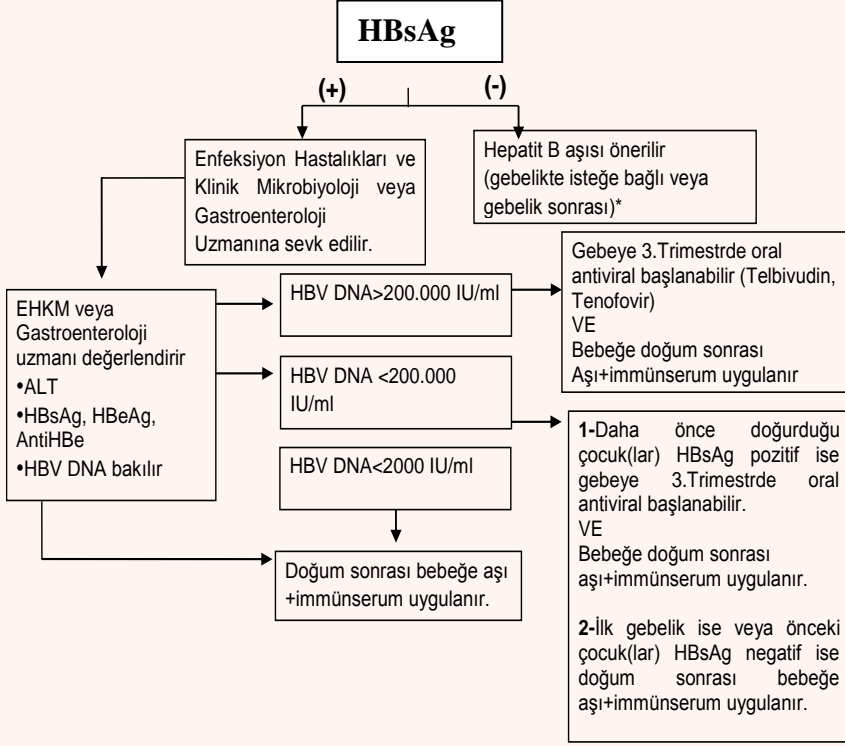 HBsAg
(+)
(-)
Enfeksiyon Hastalıkları ve
Klinik Mikrobiyoloji veya
Gastroenteroloji
Uzmanına sevk edilir.
Hepatit B aşısı önerilir
(gebelikte isteğe bağlı veya
gebelik sonrası)*
EHKM veya
Gastroenteroloji
uzmanı değerlendirir
•ALT
•HBsAg, HBeAg,
AntiHBe
•HBV DNA bakılır
HBV DNA>200.000 IU/ml
Gebeye 3.Trimestrde oral
antiviral başlanabilir (Telbivudin,
Tenofovir)
VE
Bebeğe doğum sonrası
Aşı+immünserum uygulanır
HBV DNA <200.000
IU/ml
1-Daha önce doğurduğu
çocuk(lar) HBsAg pozitif ise
gebeye 3.Trimestrde oral
antiviral başlanabilir.
VE
Bebeğe doğum sonrası
aşı+immünserum uygulanır.
2-İlk gebelik ise veya önceki
çocuk(lar) HBsAg negatif ise
doğum sonrası bebeğe
aşı+immünserum uygulanır.
HBV DNA<2000 IU/ml
Doğum sonrası bebeğe aşı
+immünserum uygulanır.